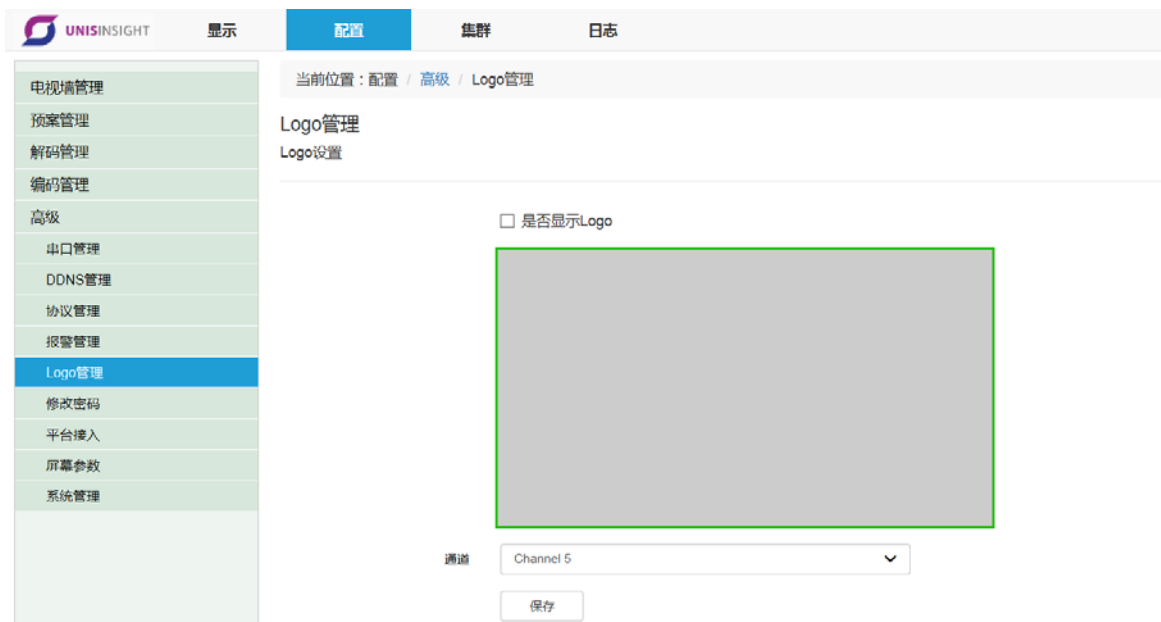 UNISINSIGHT 显示 配置 集群 日志
当前位置：配置 / 高级 / Logo管理
电视墙管理
预案管理
解码管理
编码管理
高级
串口管理
DDNS管理
协议管理
报警管理
Logo管理
修改密码
平台接入
屏幕参数
系统管理
Logo管理
Logo设置
是否显示Logo
通道 Channel 5
保存